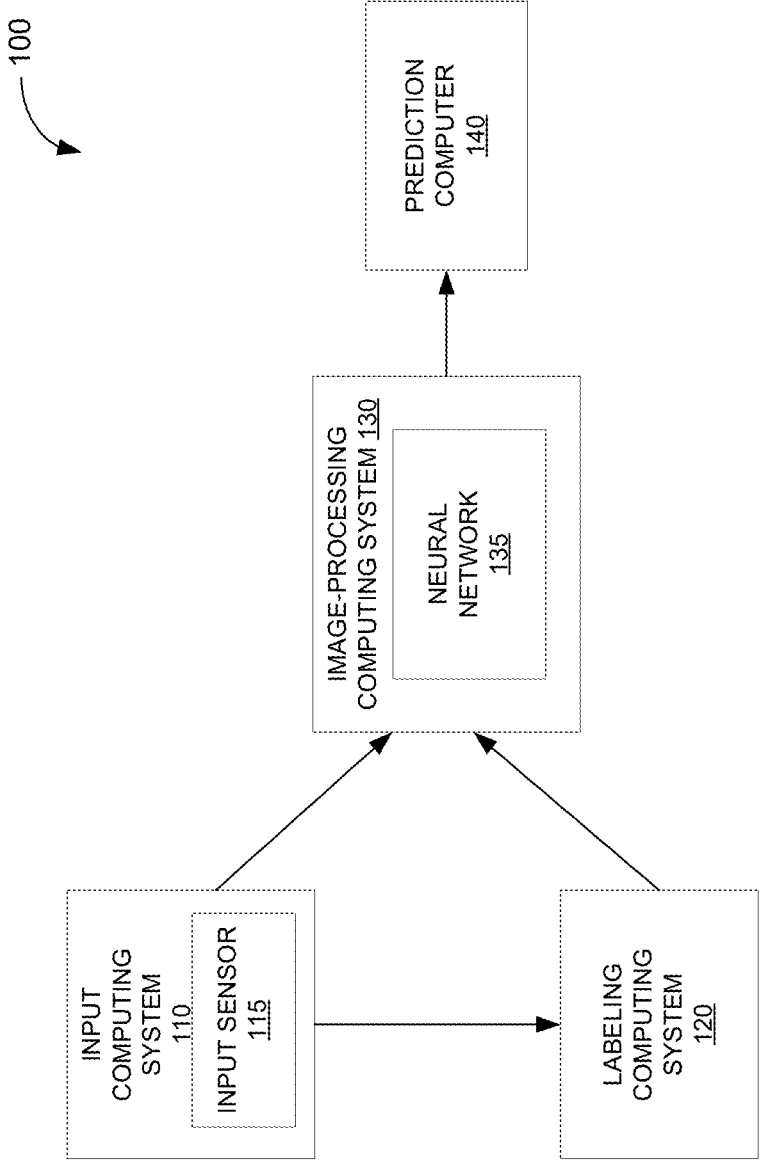 100
INPUT
COMPUTING
SYSTEM
110
INPUT SENSOR
115
LABELING
COMPUTING
SYSTEM
120
IMAGE-PROCESSING
COMPUTING SYSTEM 130
NEURAL
NETWORK
135
PREDICTION
COMPUTER
140